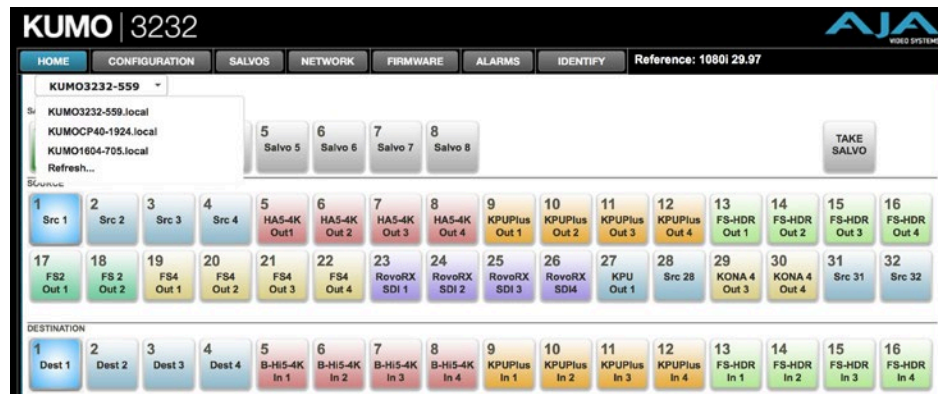 KUMO | 3232
AJA
VIDEO SYSTEMS
HOME CONFIGURATION SALVOS NETWORK FIRMWARE ALARMS IDENTIFY Reference: 1080i 29.97
KUMO3232-559
KUMO3232-559.local
KUMOCP40-1924.local
KUMO1604-705.local
Refresh...
5 6 7 8
Salvo 5 Salvo 6 Salvo 7 Salvo 8
TAKE
SALVO
SOURCE
1 2 3 4 5 6 7 8 9 10 11 12 13 14 15 16
Src 1 Src 2 Src 3 Src 4 HA5-4K HA5-4K HA5-4K HA5-4K KPUPlus KPUPlus KPUPlus KPUPlus FS-HDR FS-HDR FS-HDR FS-HDR
Out1 Out 2 Out 3 Out 4 Out 1 Out 2 Out 3 Out 4 Out 1 Out 2 Out 3 Out 4
17 18 19 20 21 22 23 24 25 26 27 28 29 30 31 32
FS2 FS 2 FS4 FS4 FS4 FS4 RovoRX RovoRX RovoRX RovoRX KPU Src 28 KONA 4 KONA 4 Src 31 Src 32
Out 1 Out 2 Out 1 Out 2 Out 3 Out 4 SDI 1 SDI 2 SDI 3 SDI4 Out 1 Out 3 Out 4
DESTINATION
1 2 3 4 5 6 7 8 9 10 11 12 13 14 15 16
Dest 1 Dest 2 Dest 3 Dest 4 B-Hi5-4K B-Hi5-4K B-Hi5-4K B-Hi5-4K KPUPlus KPUPlus KPUPlus KPUPlus FS-HDR FS-HDR FS-HDR FS-HDR
In 1 In 2 In 3 In 4 In 1 In 2 In 3 In 4 In 1 In 2 In 3 In 4